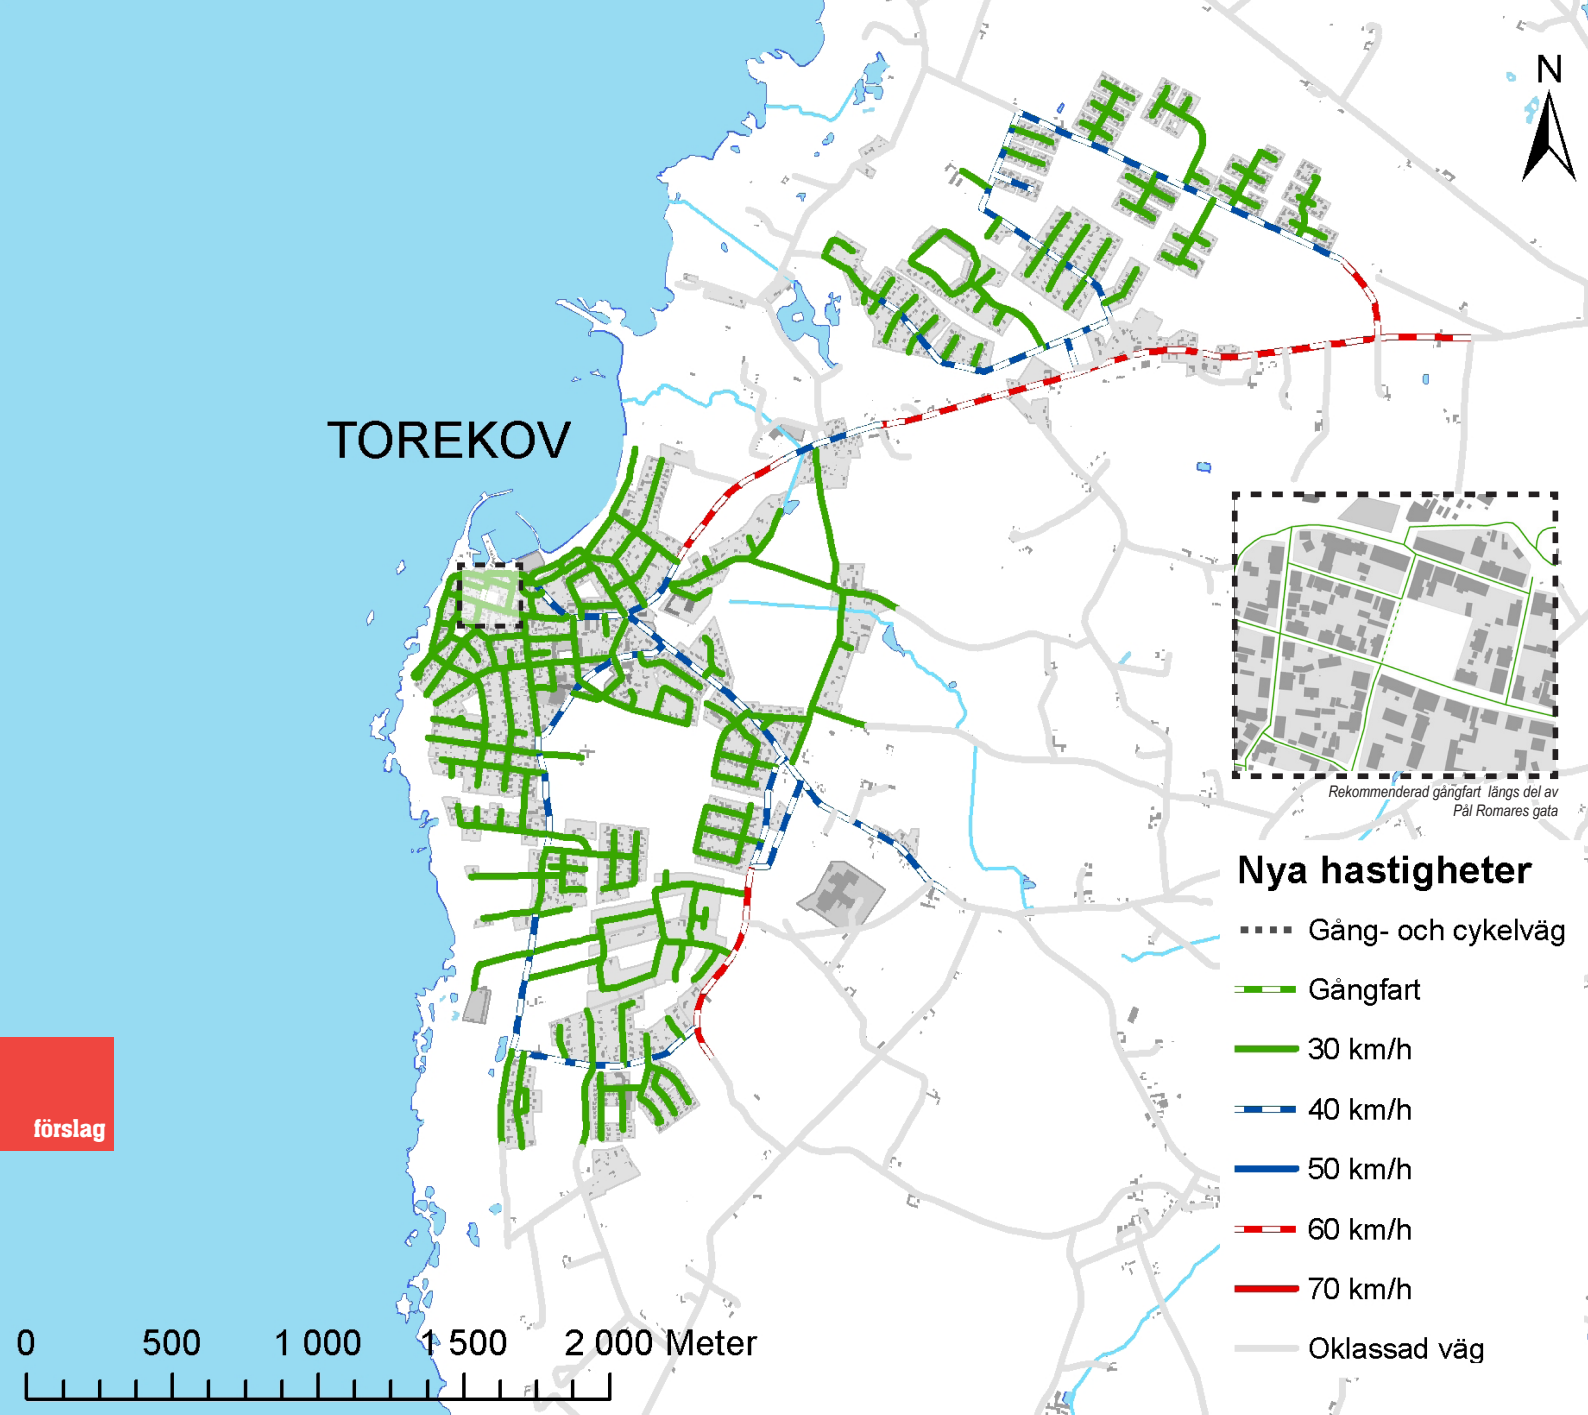 N
TOREKOV
Rekommenderad gångfart längs del av
Pål Romares gata
Nya hastigheter
Gång- och cykelväg
Gångfart
30 km/h
40 km/h
50 km/h
60 km/h
70 km/h
Oklassad väg
förslag
0 500 1 000 1 500 2 000 Meter